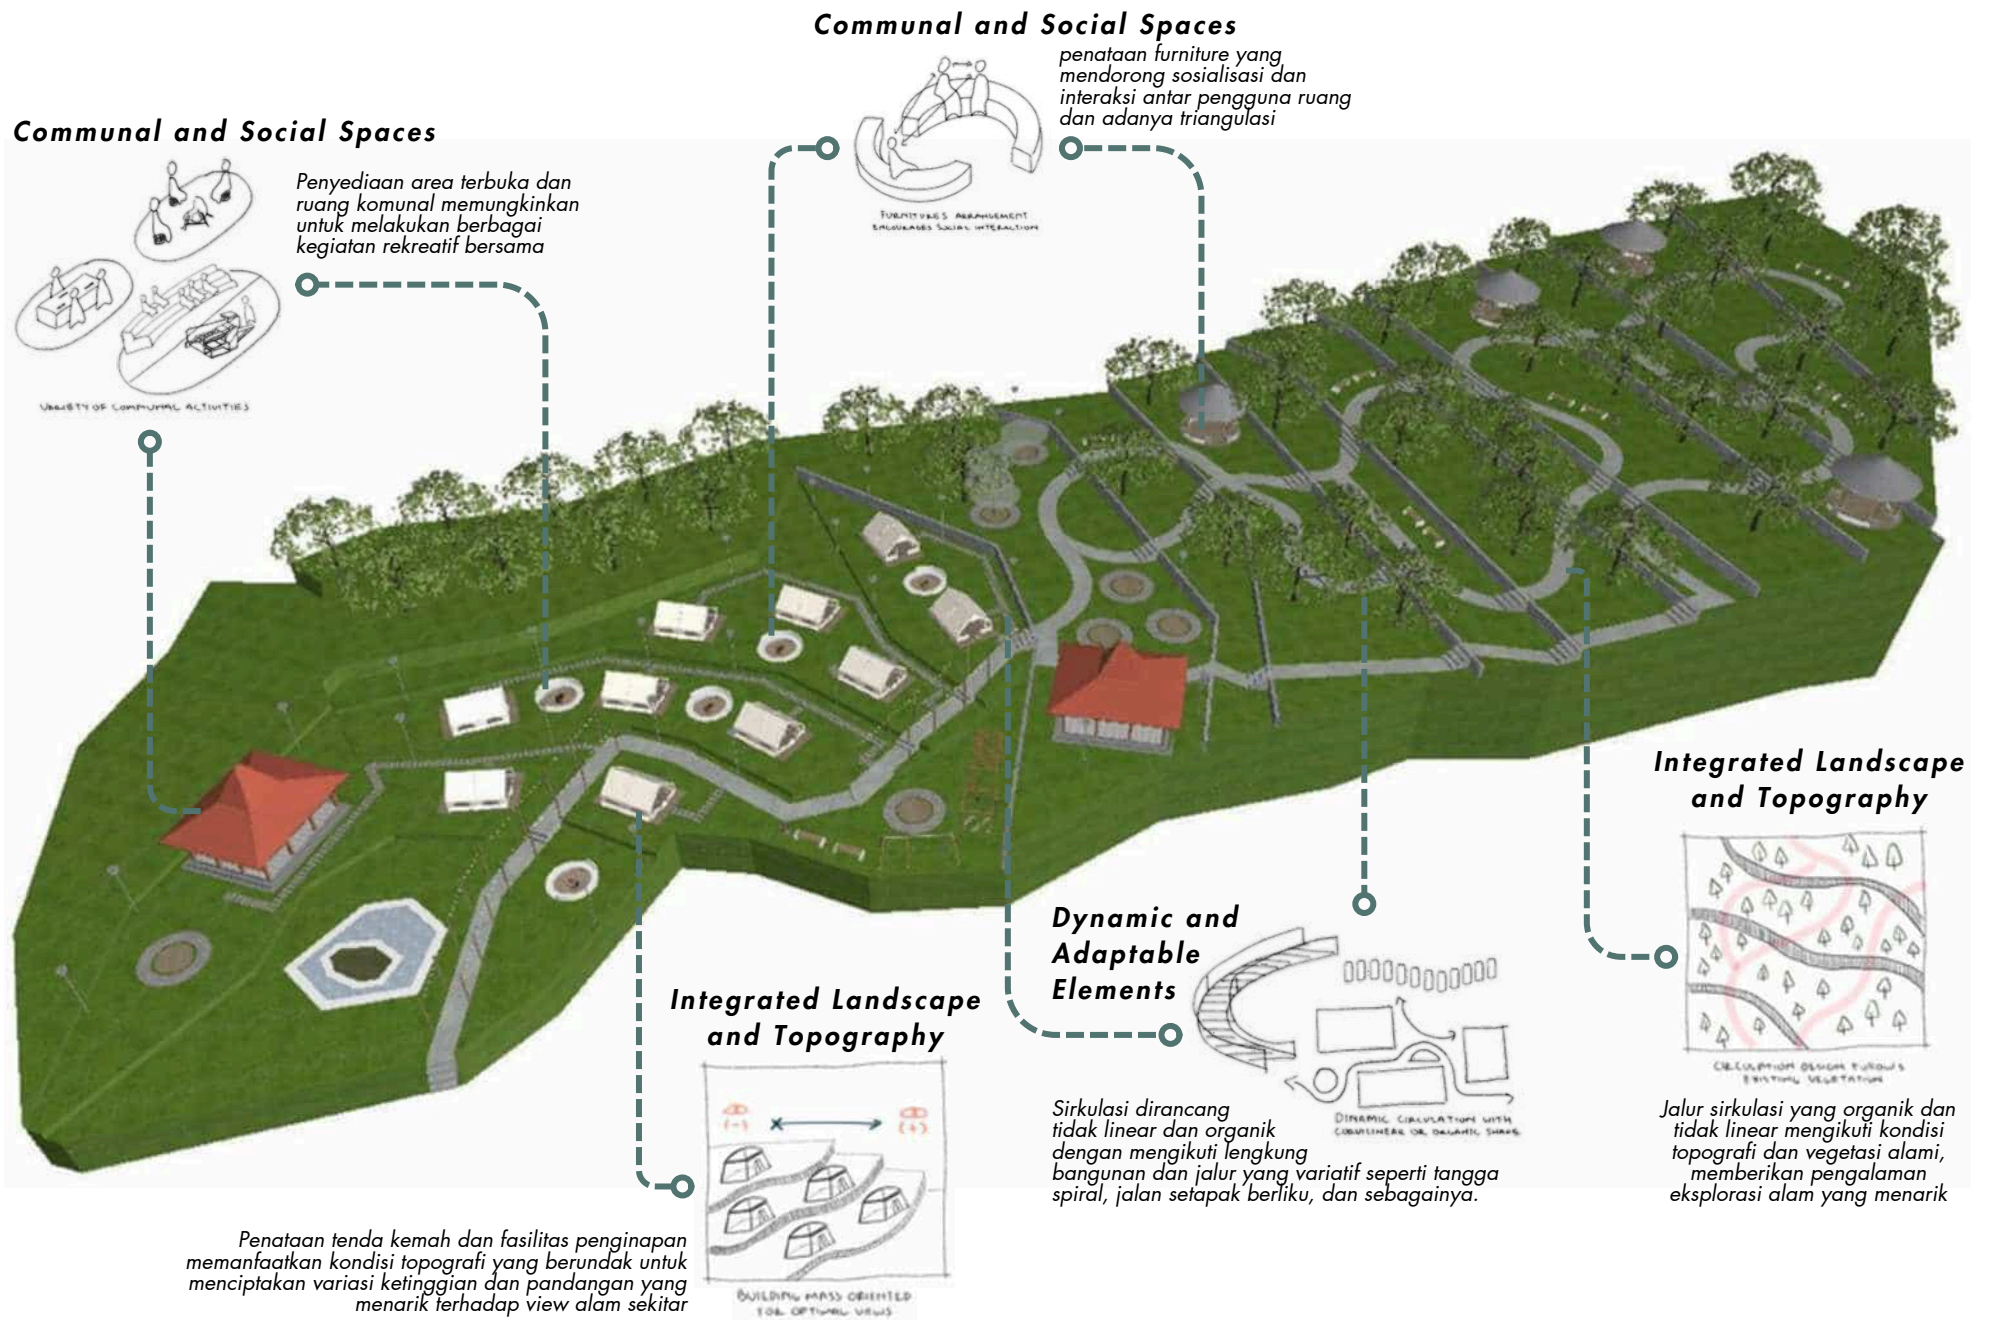 Communal and Social Spaces
penataan furniture yang
mendorong sosialisasi dan
interaksi antar pengguna ruang
dan adanya triangulasi
FURNITURES ARRANGEMENT
ENCOURAGES SOCIAL INTERACTION
Communal and Social Spaces
Penyediaan area terbuka dan
ruang komunal memungkinkan
untuk melakukan berbagai
kegiatan rekreatif bersama
VARIETY OF COMMUNAL ACTIVITIES
Integrated Landscape
and Topography
CIRCULATION DESIGN
EXISTING VEGETATION
Jalur sirkulasi yang organik dan
tidak linear mengikuti kondisi
topografi dan vegetasi alami,
memberikan pengalaman
eksplorasi alam yang menarik
Dynamic and
Adaptable
Elements
DINAMIC CIRCULATION WITH
OR ORGANIC SHAPE
Sirkulasi dirancang
tidak linear dan organik
dengan mengikuti lengkung
bangunan dan jalur yang variatif seperti tangga
spiral, jalan setapak berliku, dan sebagainya.
Integrated Landscape
and Topography
(-) (+)
BUILDING MASS ORIENTED
FOR OPTIMAL VIEWS
Penataan tenda kemah dan fasilitas penginapan
memanfaatkan kondisi topografi yang berundak untuk
menciptakan variasi ketinggian dan pandangan yang
menarik terhadap view alam sekitar